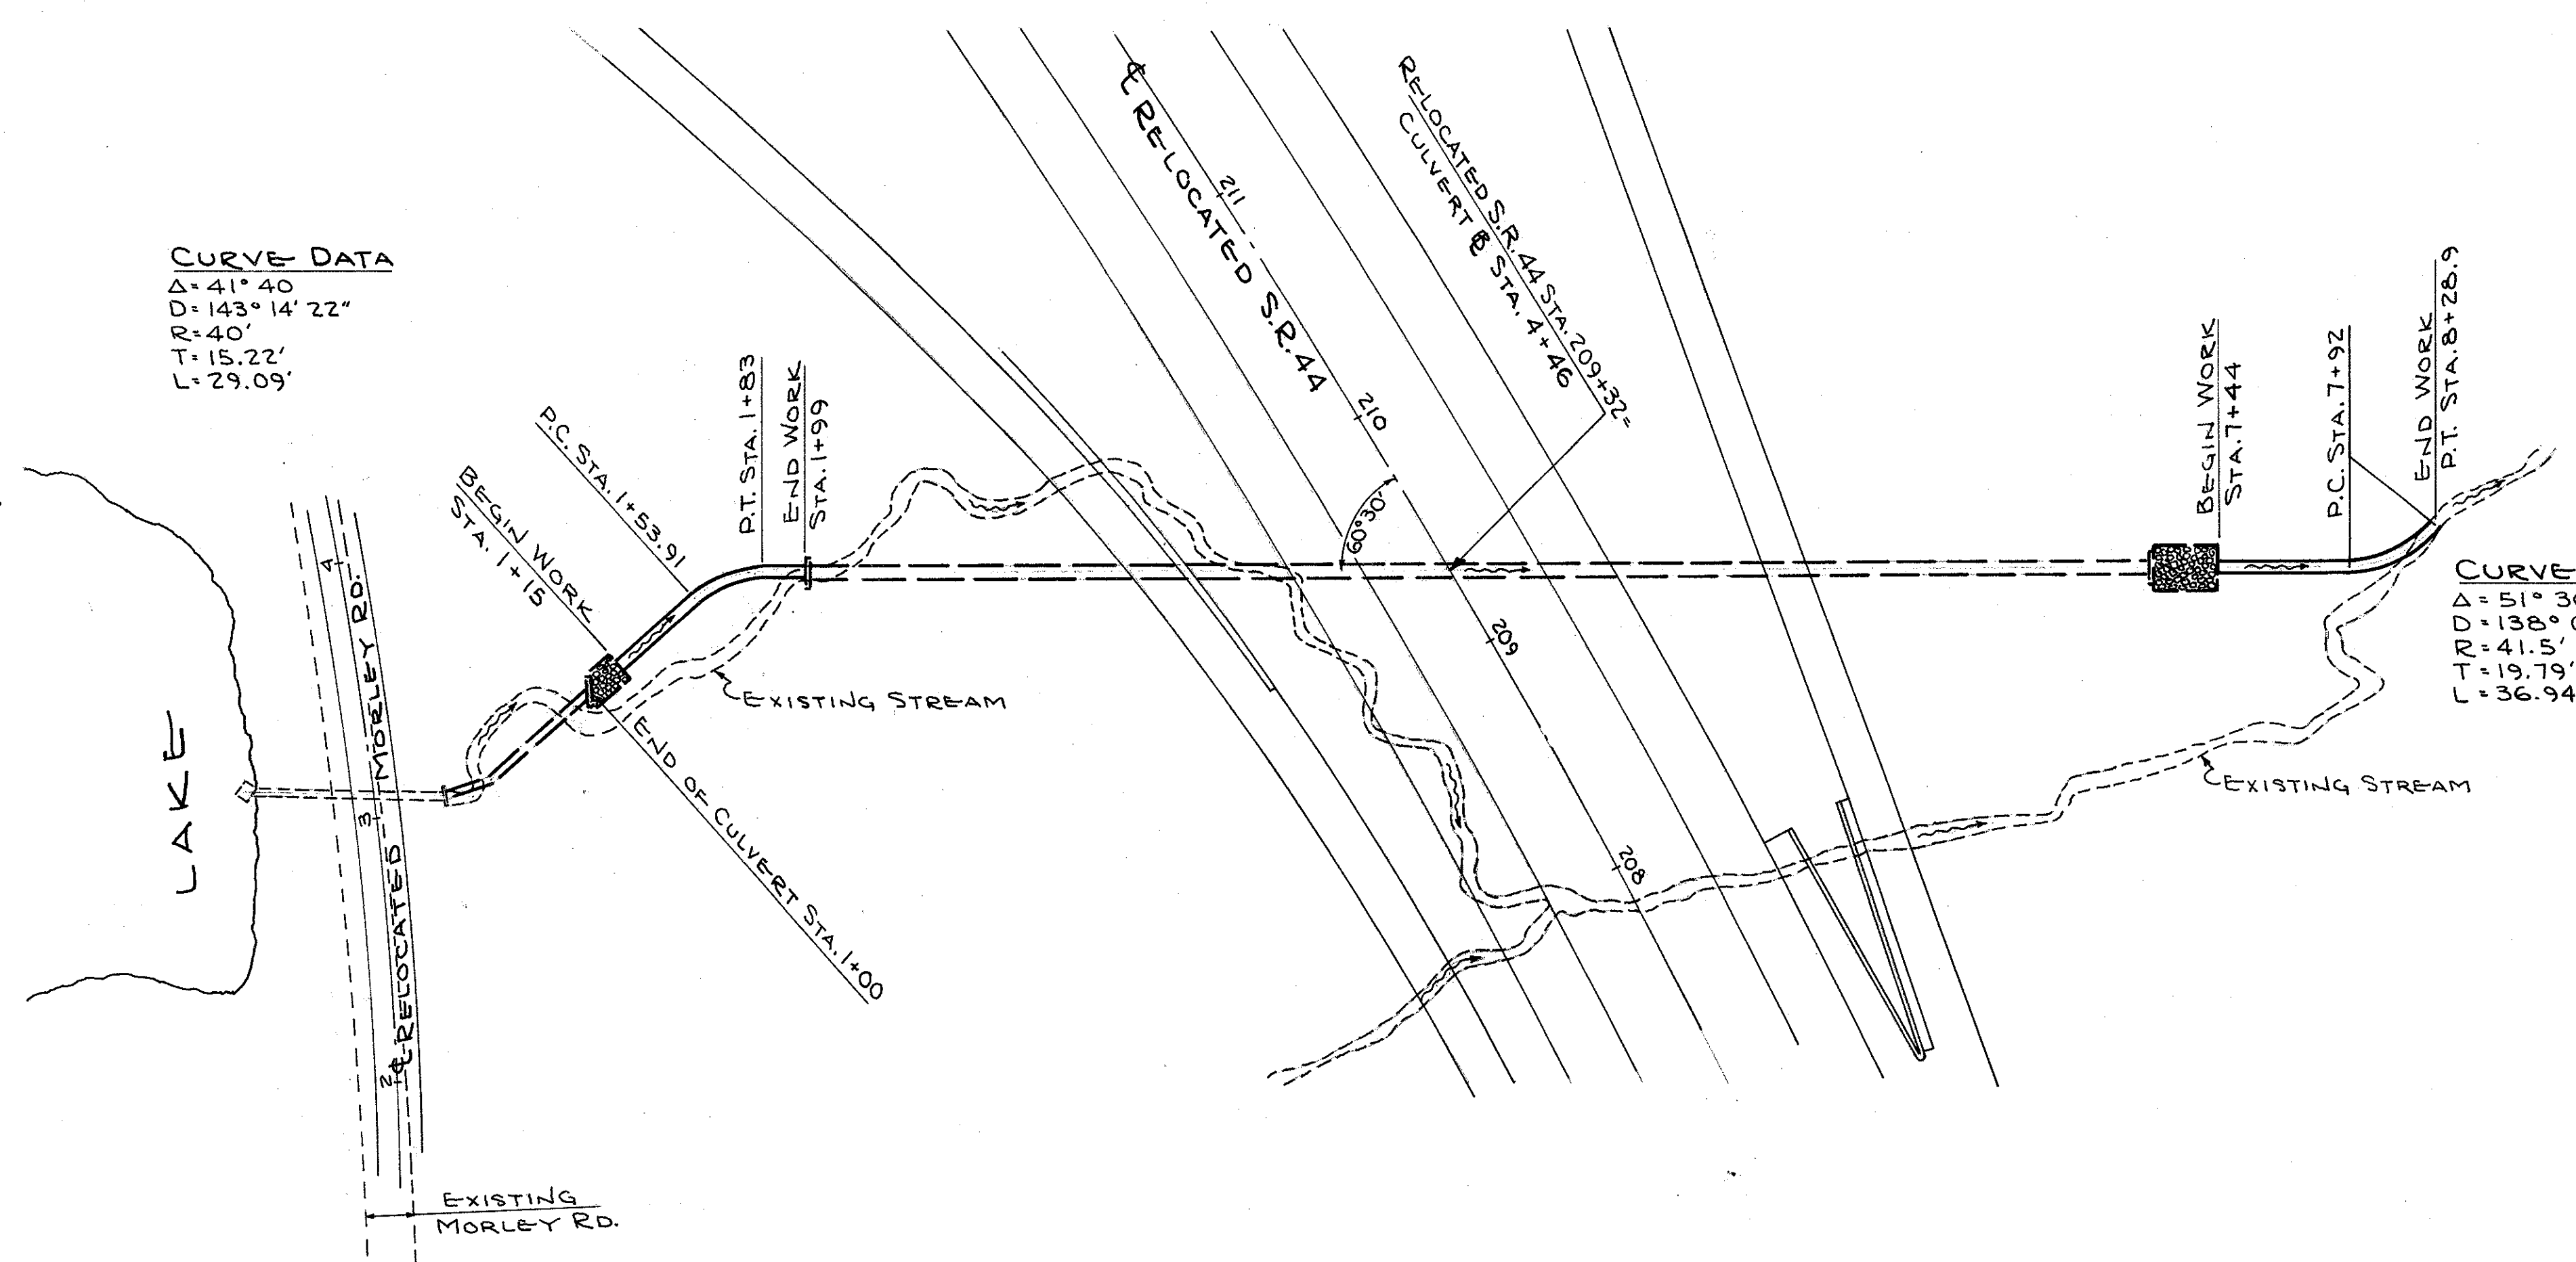 CURVE DATA
Δ = 41° 40
D = 143° 14' 22"
R = 40'
T = 15.22'
L = 29.09'
LAKE
4
3
2
℄ RELOCATED MORLEY RD.
EXISTING
MORLEY RD.
BEGIN WORK
STA. 1+15
P.C. STA. 1+53.91
P.T. STA. 1+83
END WORK
STA. 1+99
END OF CULVERT STA. 1+00
EXISTING STREAM
℄ RELOCATED S.R. 44
211
210
209
208
60°30'
RELOCATED S.R. 44 STA. 209+32=
CULVERT ℄ STA. 4+46
BEGIN WORK
STA. 7+44
P.C. STA. 7+92
END WORK
P.T. STA. 8+28.9
CURVE
Δ = 51° 3
D = 138°
R = 41.5'
T = 19.79'
L = 36.94
EXISTING STREAM